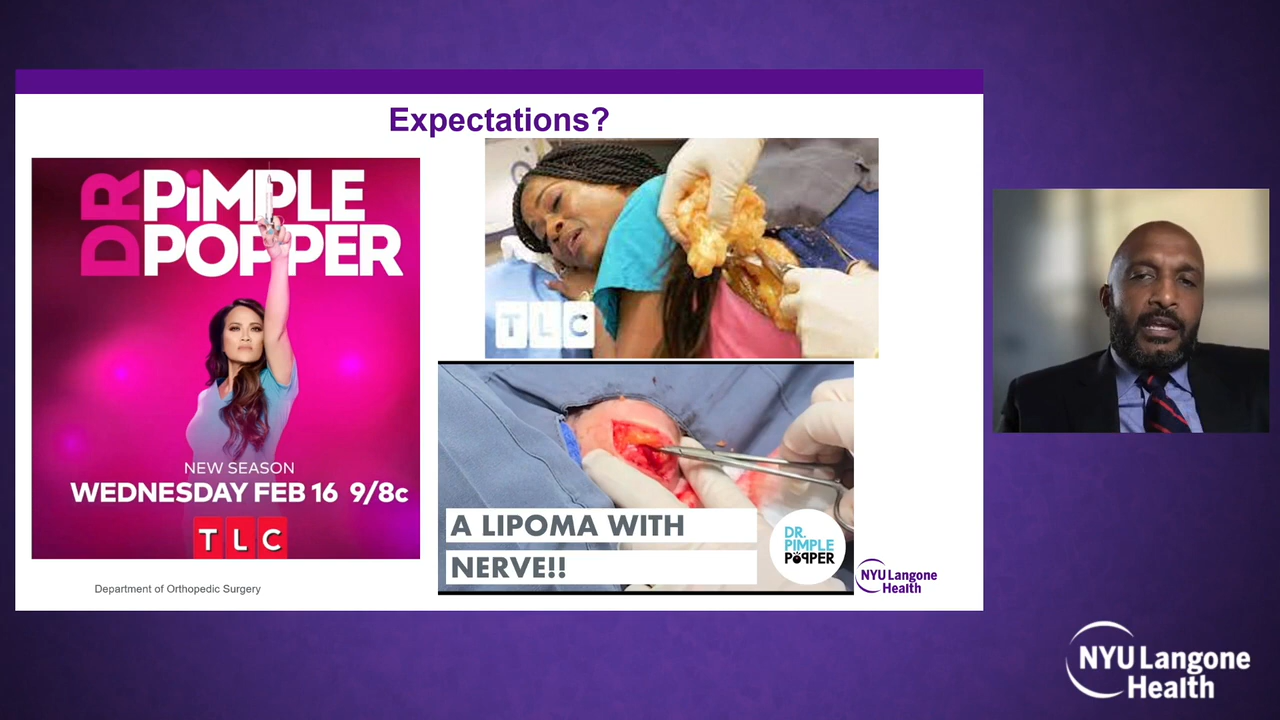 Expectations?
DR
PiMPLE
POPPER
NEW SEASON
WEDNESDAY FEB 16 9/8c
TLC
TLC
A LIPOMA WITH
NERVE!!
DR.
PIMPLE
POPPER
Department of Orthopedic Surgery
NYU Langone
Health
NYU Langone
Health